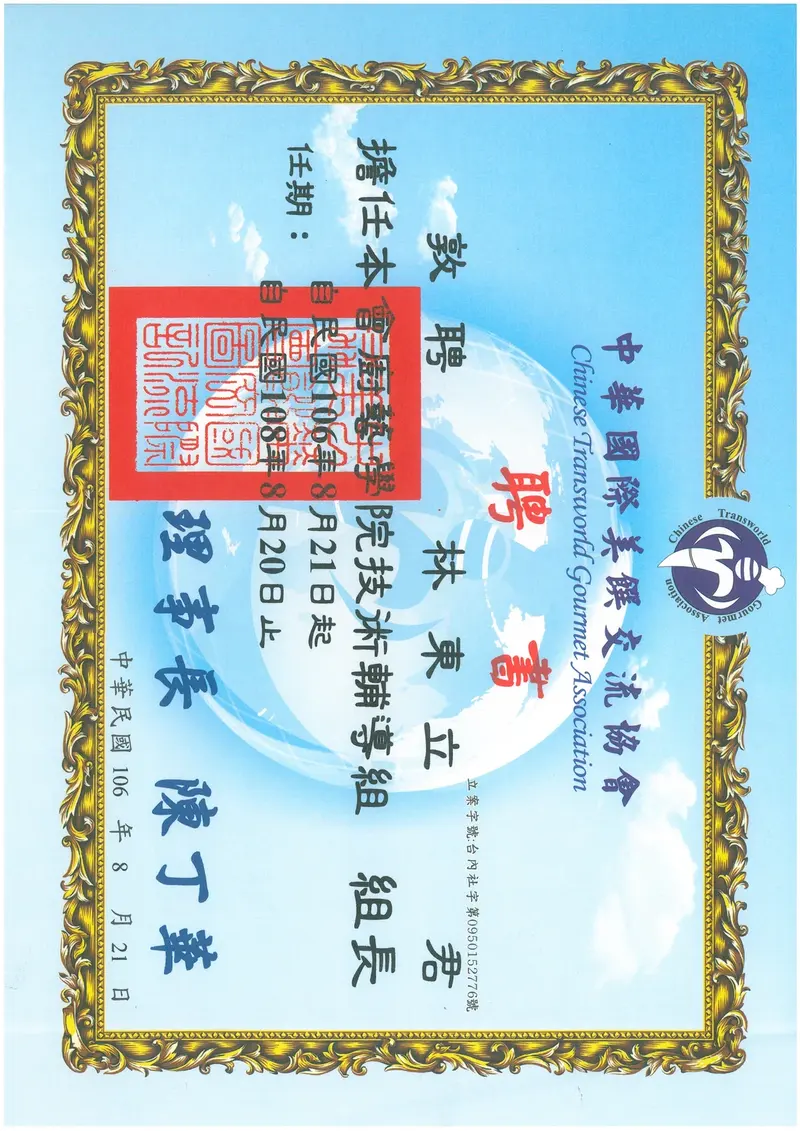 Chinese Transworld
Gourmet Association
中華國際美饌交流協會
Chinese Transworld Gourmet Association
聘書
立案字號:台內社字第0950152776號
敦聘 林東立 君
擔任本會廚藝學院技術輔導組 組長
任期：
自民國106年8月21日起
自民國108年8月20日止
理事長 陳丁華
中華民國 106 年 8 月 21 日